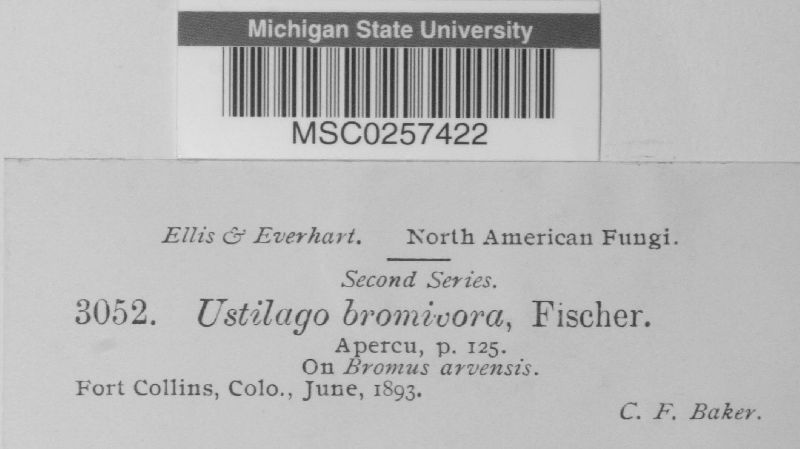 Michigan State University
MSC0257422
Ellis & Everhart. North American Fungi.
Second Series.
3052. Ustilago bromivora, Fischer.
Apercu, p. 125.
On Bromus arvensis.
Fort Collins, Colo., June, 1893.
C. F. Baker.